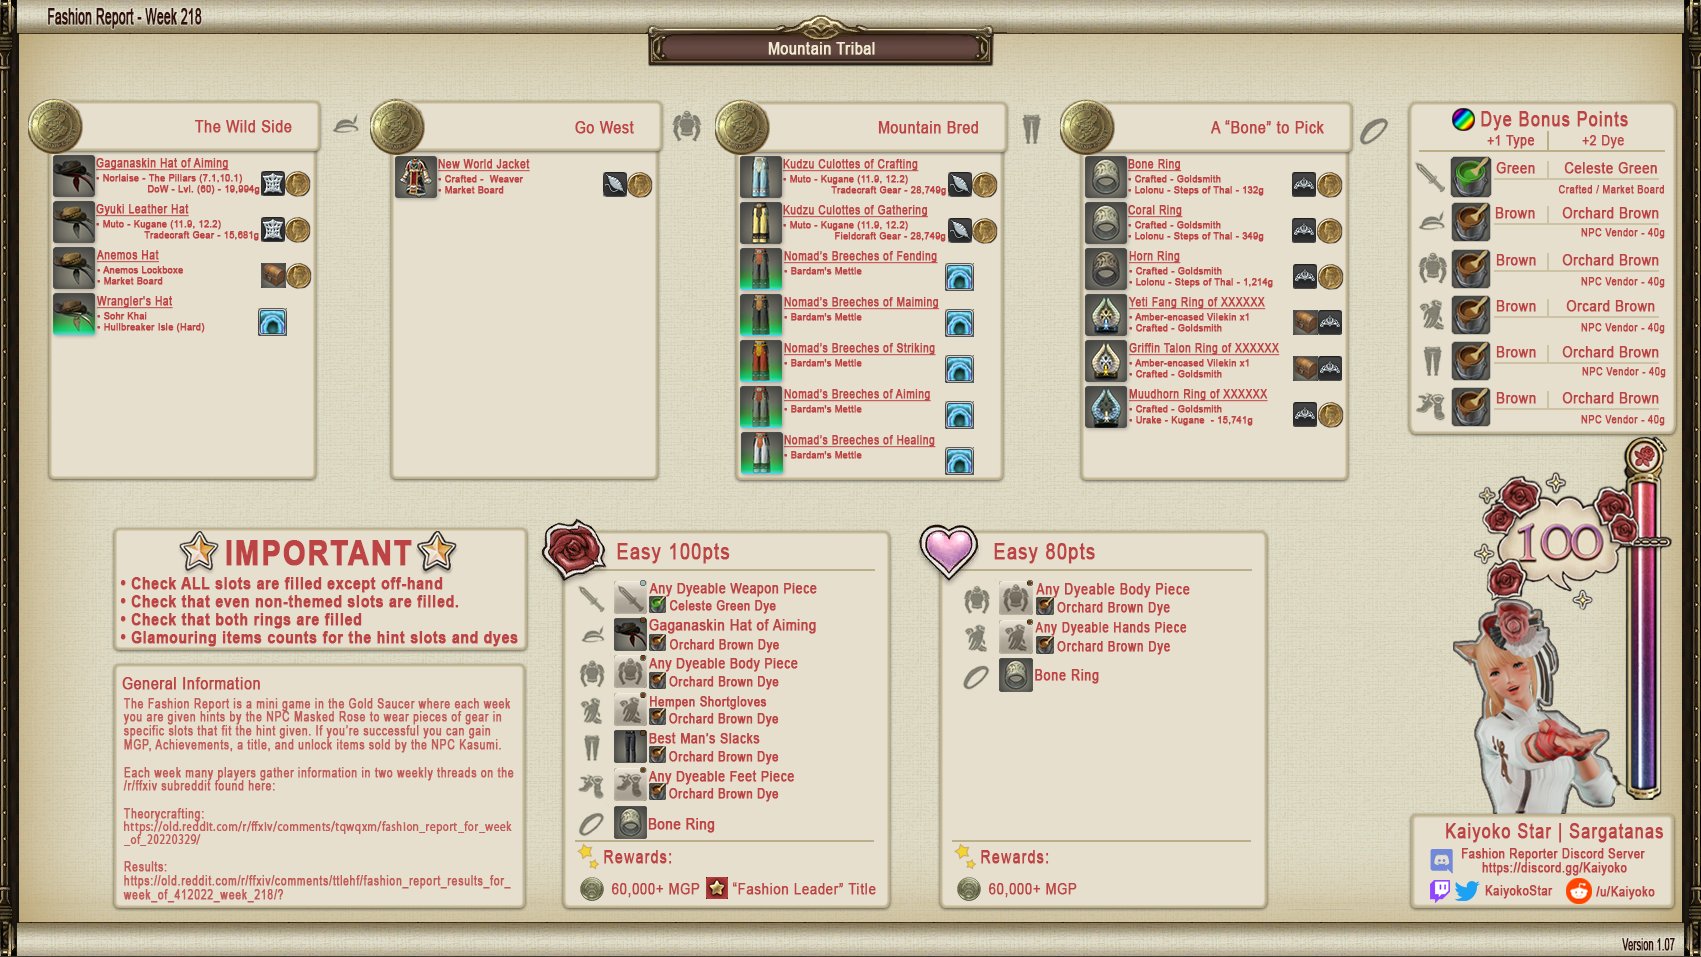 Fashion Report - Week 218
Mountain Tribal
The Wild Side
Gaganaskin Hat of Aiming
• Norlaise - The Pillars (7.1,10.1)
DoW - Lvl. (60) - 19,994g
Gyuki Leather Hat
• Muto - Kugane (11.9, 12.2)
Tradecraft Gear - 15,681g
Anemos Hat
• Anemos Lockboxe
• Market Board
Wrangler's Hat
• Sohr Khai
• Hullbreaker Isle (Hard)
Go West
New World Jacket
• Crafted - Weaver
• Market Board
Mountain Bred
Kudzu Culottes of Crafting
• Muto - Kugane (11.9, 12.2)
Tradecraft Gear - 28,749g
Kudzu Culottes of Gathering
• Muto - Kugane (11.9, 12.2)
Fieldcraft Gear - 28,749g
Nomad's Breeches of Fending
• Bardam's Mettle
Nomad's Breeches of Maiming
• Bardam's Mettle
Nomad's Breeches of Striking
• Bardam's Mettle
Nomad's Breeches of Aiming
• Bardam's Mettle
Nomad's Breeches of Healing
• Bardam's Mettle
A "Bone" to Pick
Bone Ring
• Crafted - Goldsmith
• Lolonu - Steps of Thal - 132g
Coral Ring
• Crafted - Goldsmith
• Lolonu - Steps of Thal - 349g
Horn Ring
• Crafted - Goldsmith
• Lolonu - Steps of Thal - 1,214g
Yeti Fang Ring of XXXXXX
• Amber-encased Vilekin x1
• Crafted - Goldsmith
Griffin Talon Ring of XXXXXX
• Amber-encased Vilekin x1
• Crafted - Goldsmith
Muudhorn Ring of XXXXXX
• Crafted - Goldsmith
• Urake - Kugane - 15,741g
Dye Bonus Points
+1 Type +2 Dye
Green Celeste Green
Crafted / Market Board
Brown Orchard Brown
NPC Vendor - 40g
Brown Orchard Brown
NPC Vendor - 40g
Brown Orcard Brown
NPC Vendor - 40g
Brown Orchard Brown
NPC Vendor - 40g
Brown Orchard Brown
NPC Vendor - 40g
IMPORTANT
• Check ALL slots are filled except off-hand
• Check that even non-themed slots are filled.
• Check that both rings are filled
• Glamouring items counts for the hint slots and dyes
General Information
The Fashion Report is a mini game in the Gold Saucer where each week
you are given hints by the NPC Masked Rose to wear pieces of gear in
specific slots that fit the hint given. If you're successful you can gain
MGP, Achievements, a title, and unlock items sold by the NPC Kasumi.
Each week many players gather information in two weekly threads on the
/r/ffxiv subreddit found here:
Theorycrafting:
https://old.reddit.com/r/ffxiv/comments/tqwqxm/fashion_report_for_week
_of_20220329/
Results:
https://old.reddit.com/r/ffxiv/comments/ttlehf/fashion_report_results_for_
week_of_412022_week_218/?
Easy 100pts
Any Dyeable Weapon Piece
Celeste Green Dye
Gaganaskin Hat of Aiming
Orchard Brown Dye
Any Dyeable Body Piece
Orchard Brown Dye
Hempen Shortgloves
Orchard Brown Dye
Best Man's Slacks
Orchard Brown Dye
Any Dyeable Feet Piece
Orchard Brown Dye
Bone Ring
Rewards:
60,000+ MGP "Fashion Leader" Title
Easy 80pts
Any Dyeable Body Piece
Orchard Brown Dye
Any Dyeable Hands Piece
Orchard Brown Dye
Bone Ring
Rewards:
60,000+ MGP
100
Kaiyoko Star | Sargatanas
Fashion Reporter Discord Server
https://discord.gg/Kaiyoko
KaiyokoStar /u/Kaiyoko
Version 1.07